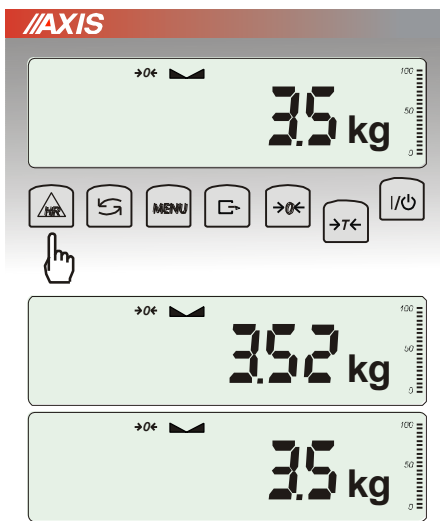 AXIS
→0← 100
50
3.5 kg
0
HR MENU →0← →T← I/⏻
→0← 100
50
3.52 kg
0
→0← 100
50
3.5 kg
0